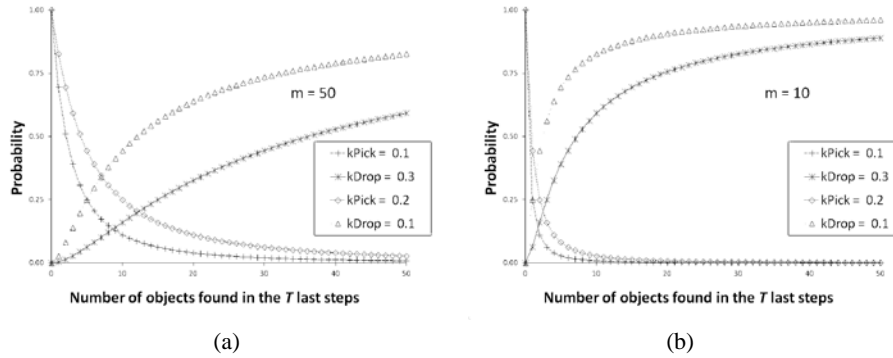 1.00
0.75
0.50
0.25
0.00
Probability
m = 50
kPick = 0.1
kDrop = 0.3
kPick = 0.2
kDrop = 0.1
0 10 20 30 40 50
Number of objects found in the T last steps
(a)
1.00
0.75
0.50
0.25
0.00
Probability
m = 10
kPick = 0.1
kDrop = 0.3
kPick = 0.2
kDrop = 0.1
0 10 20 30 40 50
Number of objects found in the T last steps
(b)